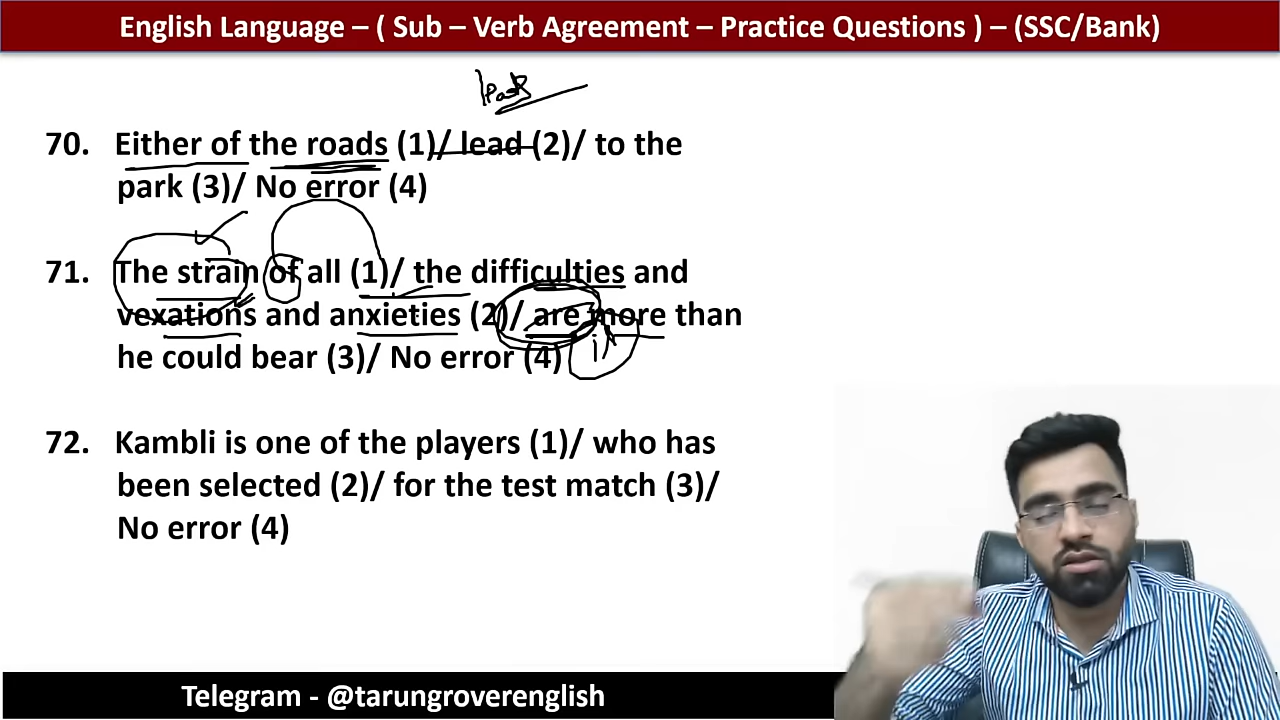 English Language – ( Sub – Verb Agreement – Practice Questions ) – (SSC/Bank)
70. Either of the roads (1)/ lead (2)/ to the
park (3)/ No error (4)
71. The strain of all (1)/ the difficulties and
vexations and anxieties (2)/ are more than
he could bear (3)/ No error (4)
72. Kambli is one of the players (1)/ who has
been selected (2)/ for the test match (3)/
No error (4)
Telegram - @tarungroverenglish